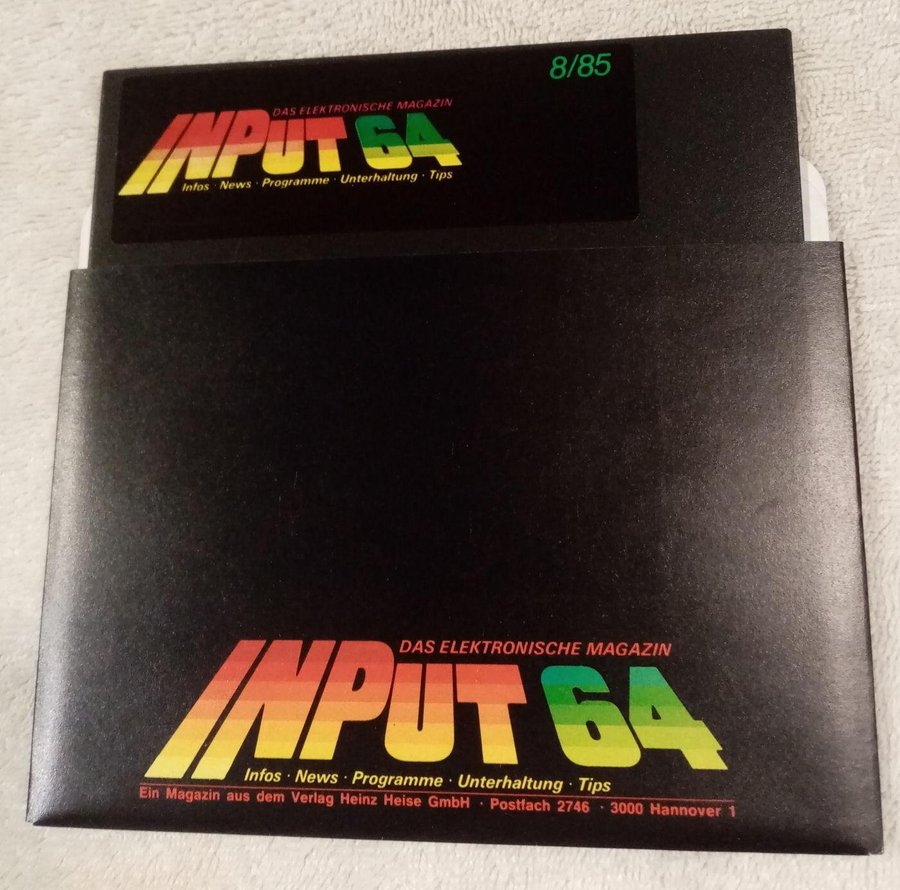 8/85
DAS ELEKTRONISCHE MAGAZIN
INPUT 64
Infos · News · Programme · Unterhaltung · Tips
DAS ELEKTRONISCHE MAGAZIN
INPUT 64
Infos · News · Programme · Unterhaltung · Tips
Ein Magazin aus dem Verlag Heinz Heise GmbH · Postfach 2746 · 3000 Hannover 1